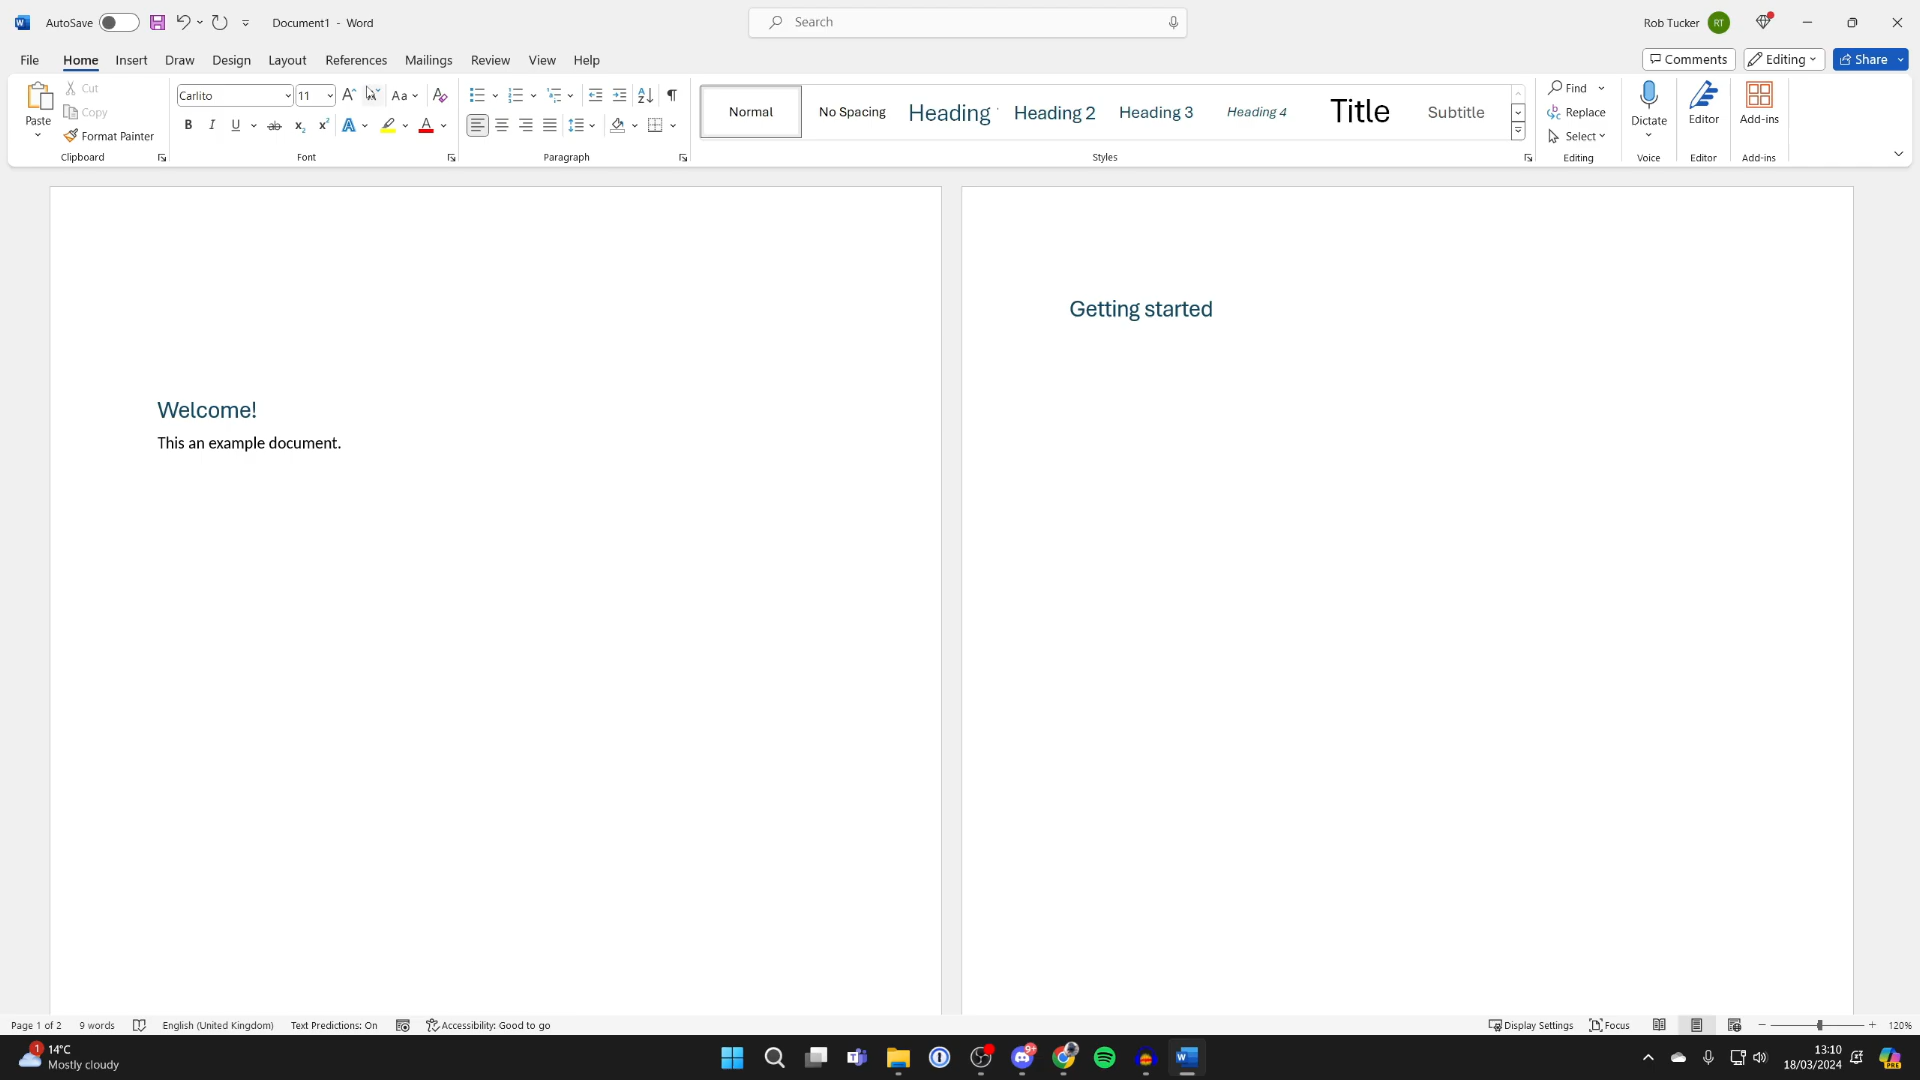 AutoSave Document1 - Word Search Rob Tucker RT
File Home Insert Draw Design Layout References Mailings Review View Help Comments Editing Share
Paste Cut Copy Format Painter Clipboard
Carlito 11 Aa Font
Paragraph
Normal No Spacing Heading Heading 2 Heading 3 Heading 4 Title Subtitle
Styles
Find Replace Select Editing
Dictate Voice
Editor Editor
Add-ins Add-ins
Welcome!
This an example document.
Getting started
Page 1 of 2 9 words English (United Kingdom) Text Predictions: On Accessibility: Good to go Display Settings Focus 120%
1 14°C
Mostly cloudy
9+
13:10
18/03/2024
PRE